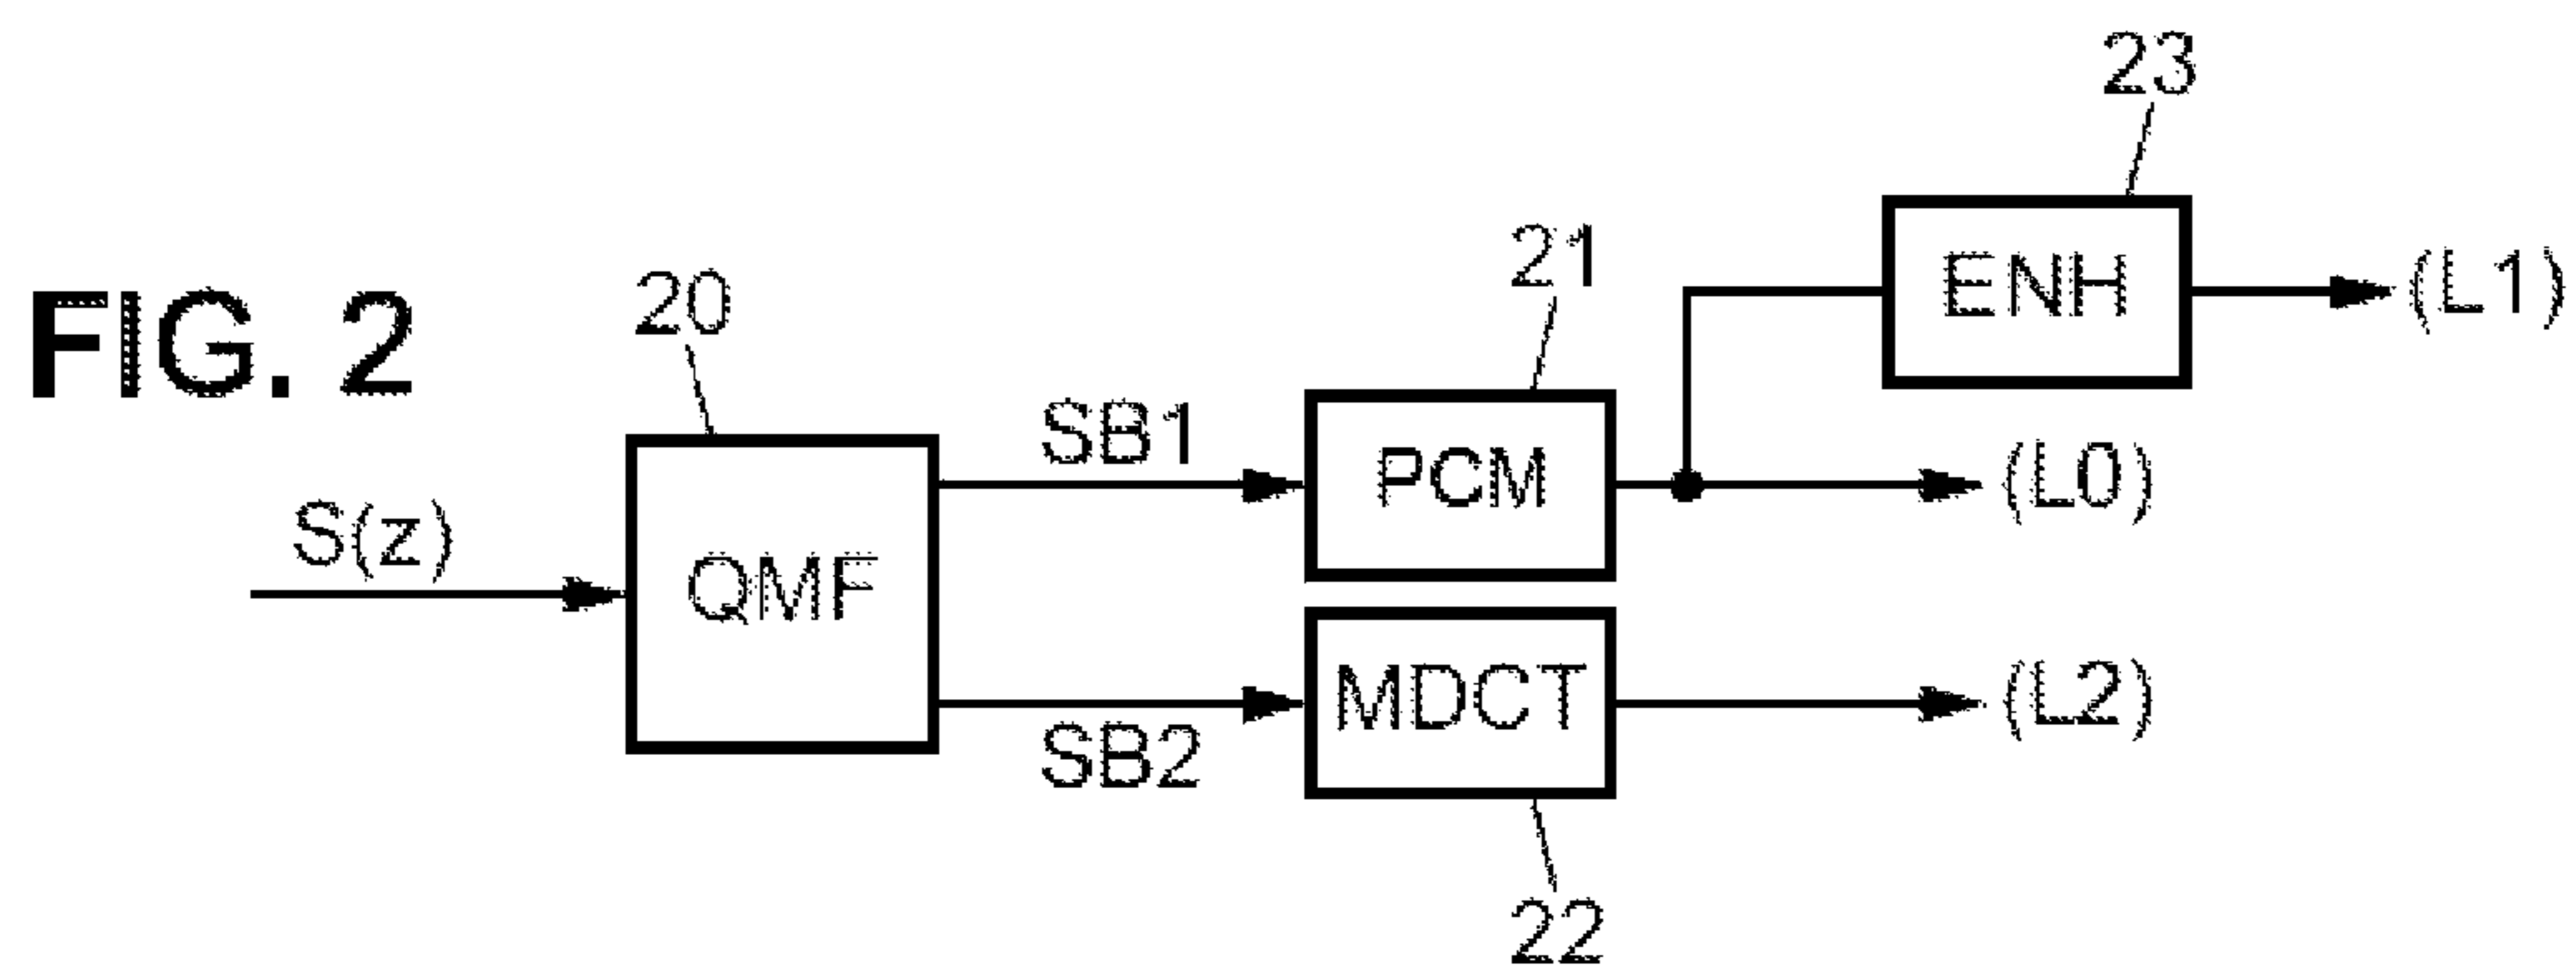 FIG. 2
S(z)
20
QMF
SB1
SB2
21
PCM
MDCT
22
23
ENH
(L1)
(L0)
(L2)